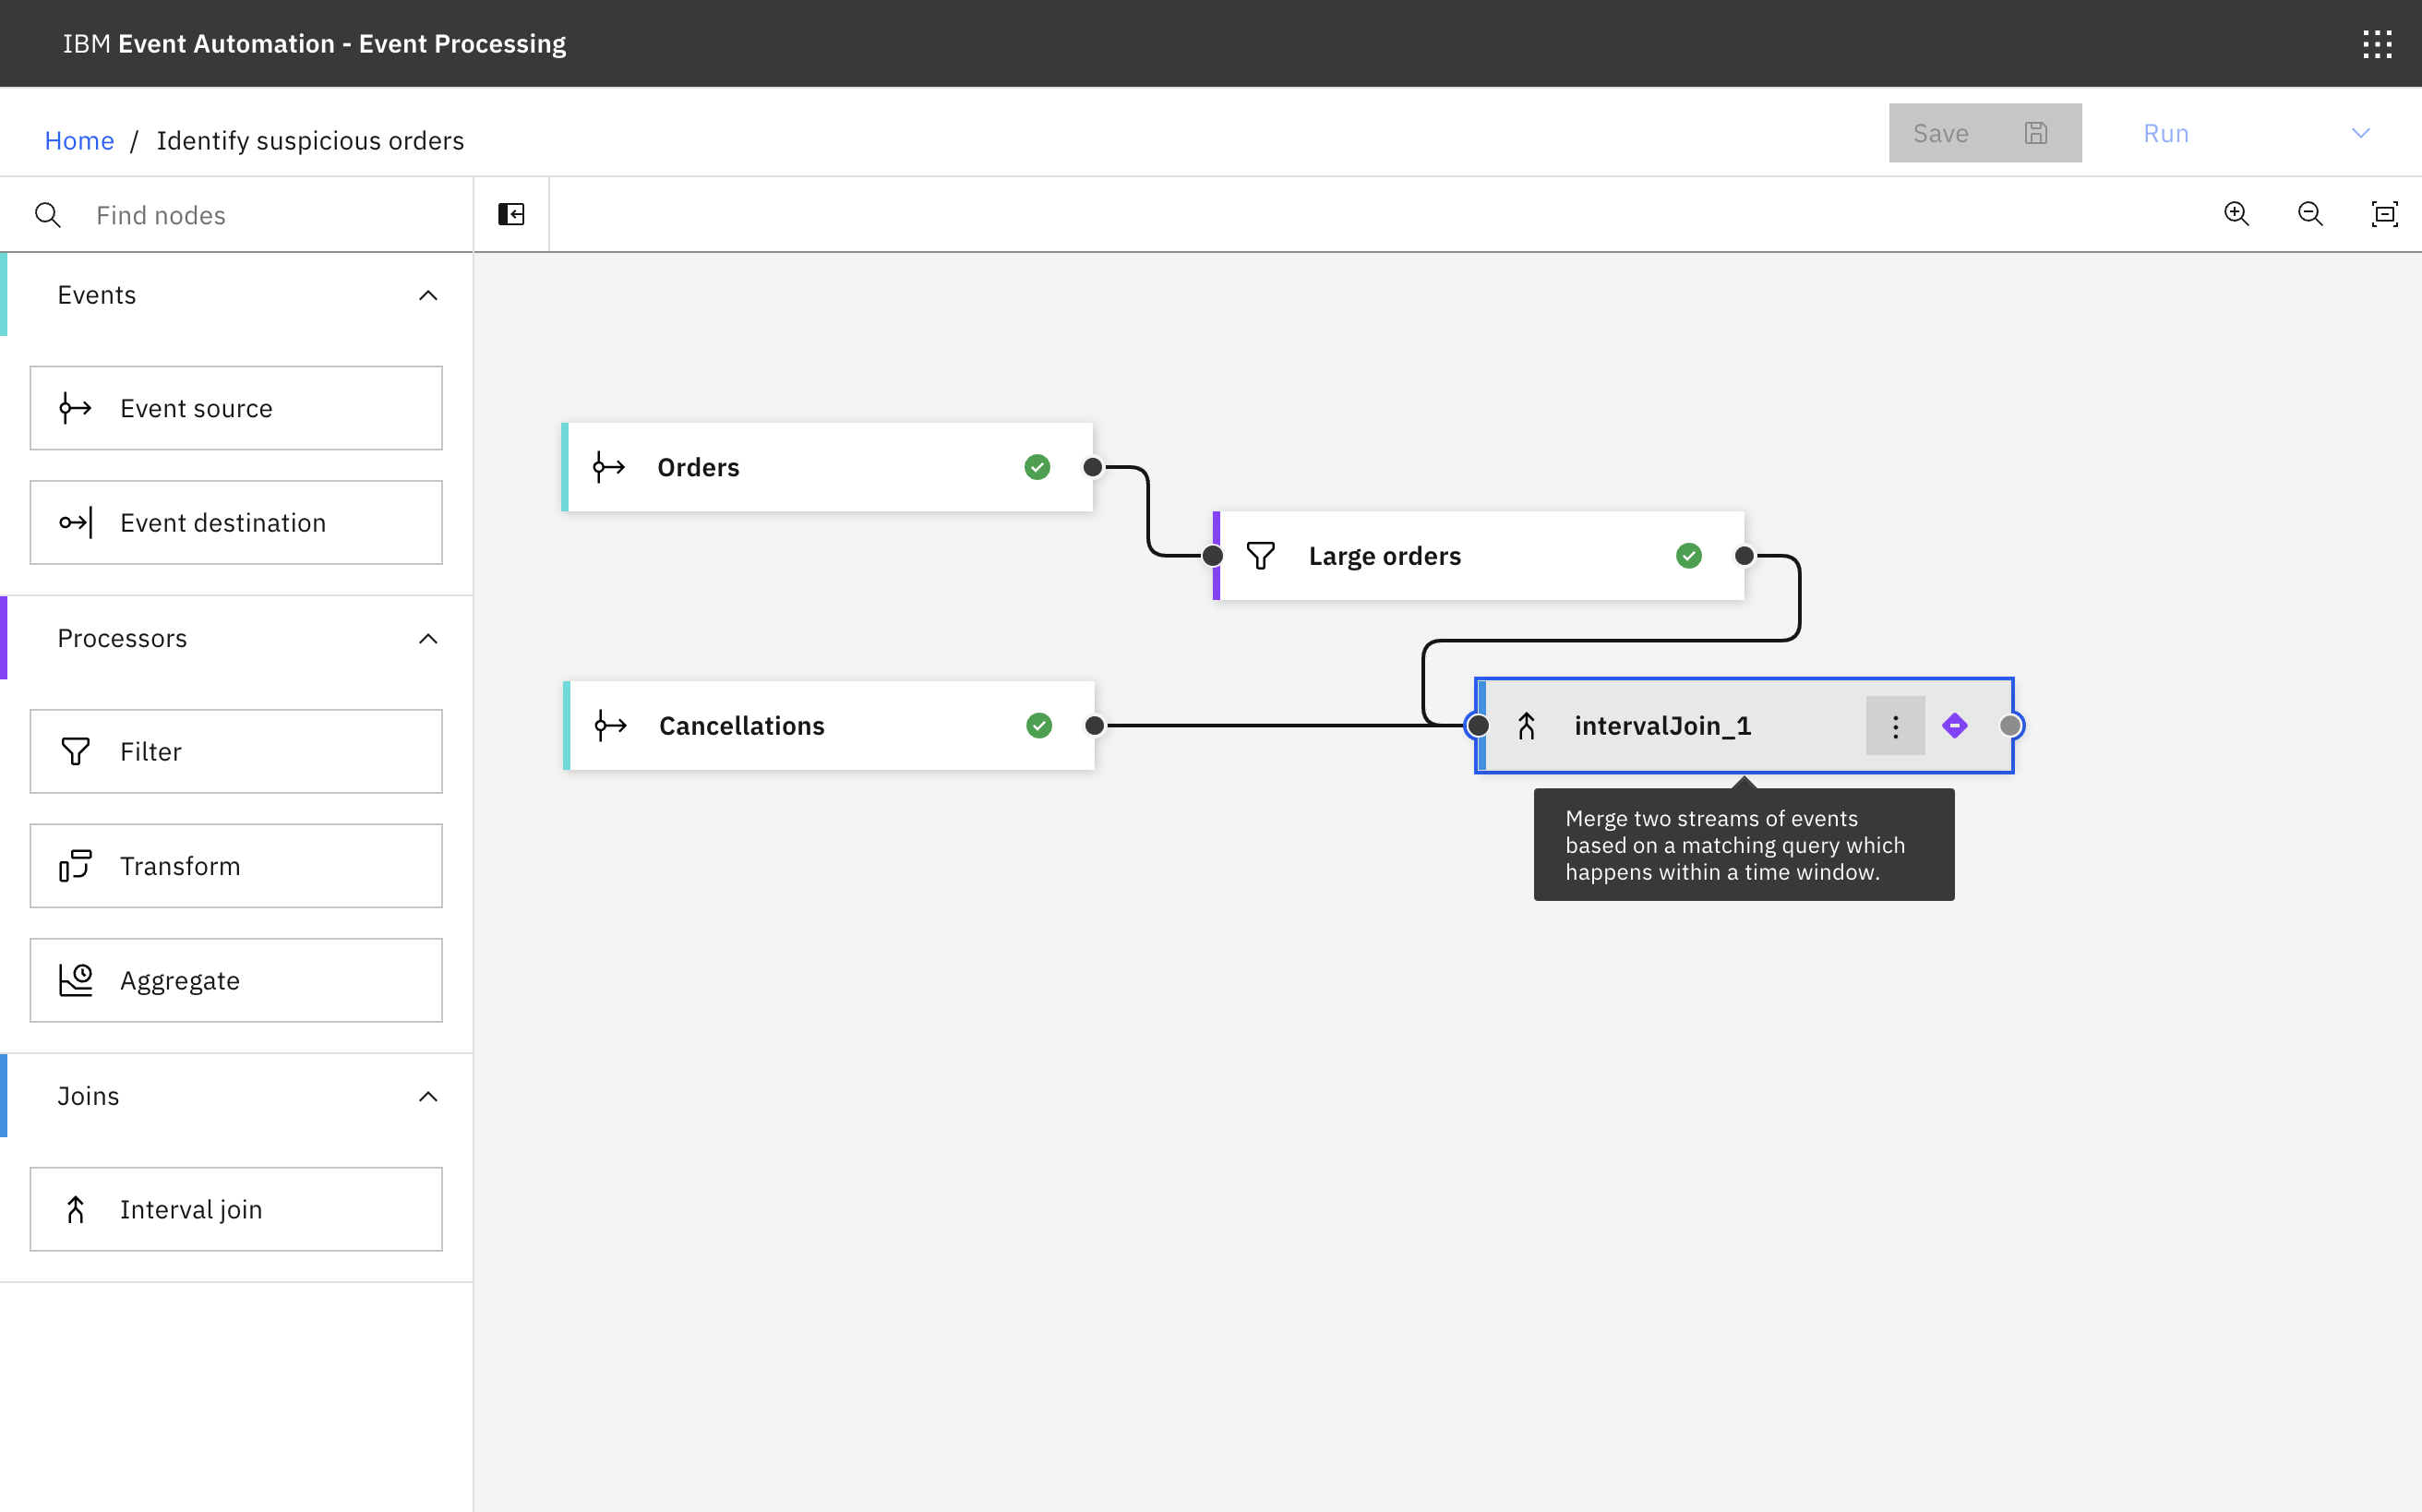 IBM Event Automation - Event Processing
Home / Identify suspicious orders
Save
Run
Find nodes
Events
Event source
Event destination
Processors
Filter
Transform
Aggregate
Joins
Interval join
Orders
Large orders
Cancellations
intervalJoin_1
Merge two streams of events
based on a matching query which
happens within a time window.